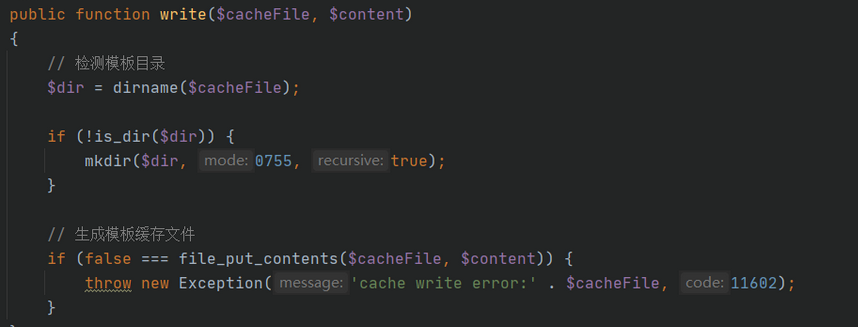 public function write($cacheFile, $content)
{
// 检测模板目录
$dir = dirname($cacheFile);
if (!is_dir($dir)) {
mkdir($dir, mode: 0755, recursive: true);
}
// 生成模板缓存文件
if (false === file_put_contents($cacheFile, $content)) {
throw new Exception( message: 'cache write error:' . $cacheFile, code: 11602);
}